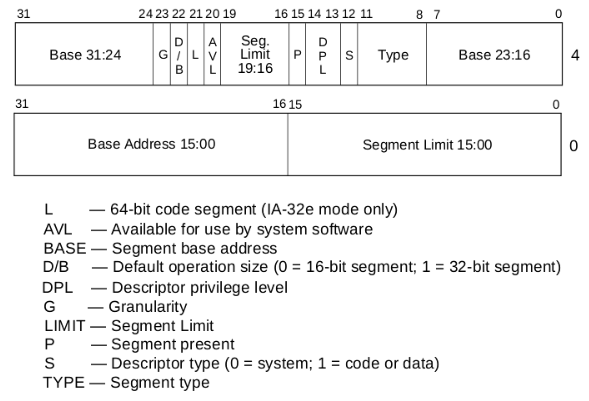 31 24 23 22 21 20 19 16 15 14 13 12 11 8 7 0
Base 31:24 G D/B L AVL Seg. Limit 19:16 P DPL S Type Base 23:16 4
31 16 15 0
Base Address 15:00 Segment Limit 15:00 0
L — 64-bit code segment (IA-32e mode only)
AVL — Available for use by system software
BASE — Segment base address
D/B — Default operation size (0 = 16-bit segment; 1 = 32-bit segment)
DPL — Descriptor privilege level
G — Granularity
LIMIT — Segment Limit
P — Segment present
S — Descriptor type (0 = system; 1 = code or data)
TYPE — Segment type